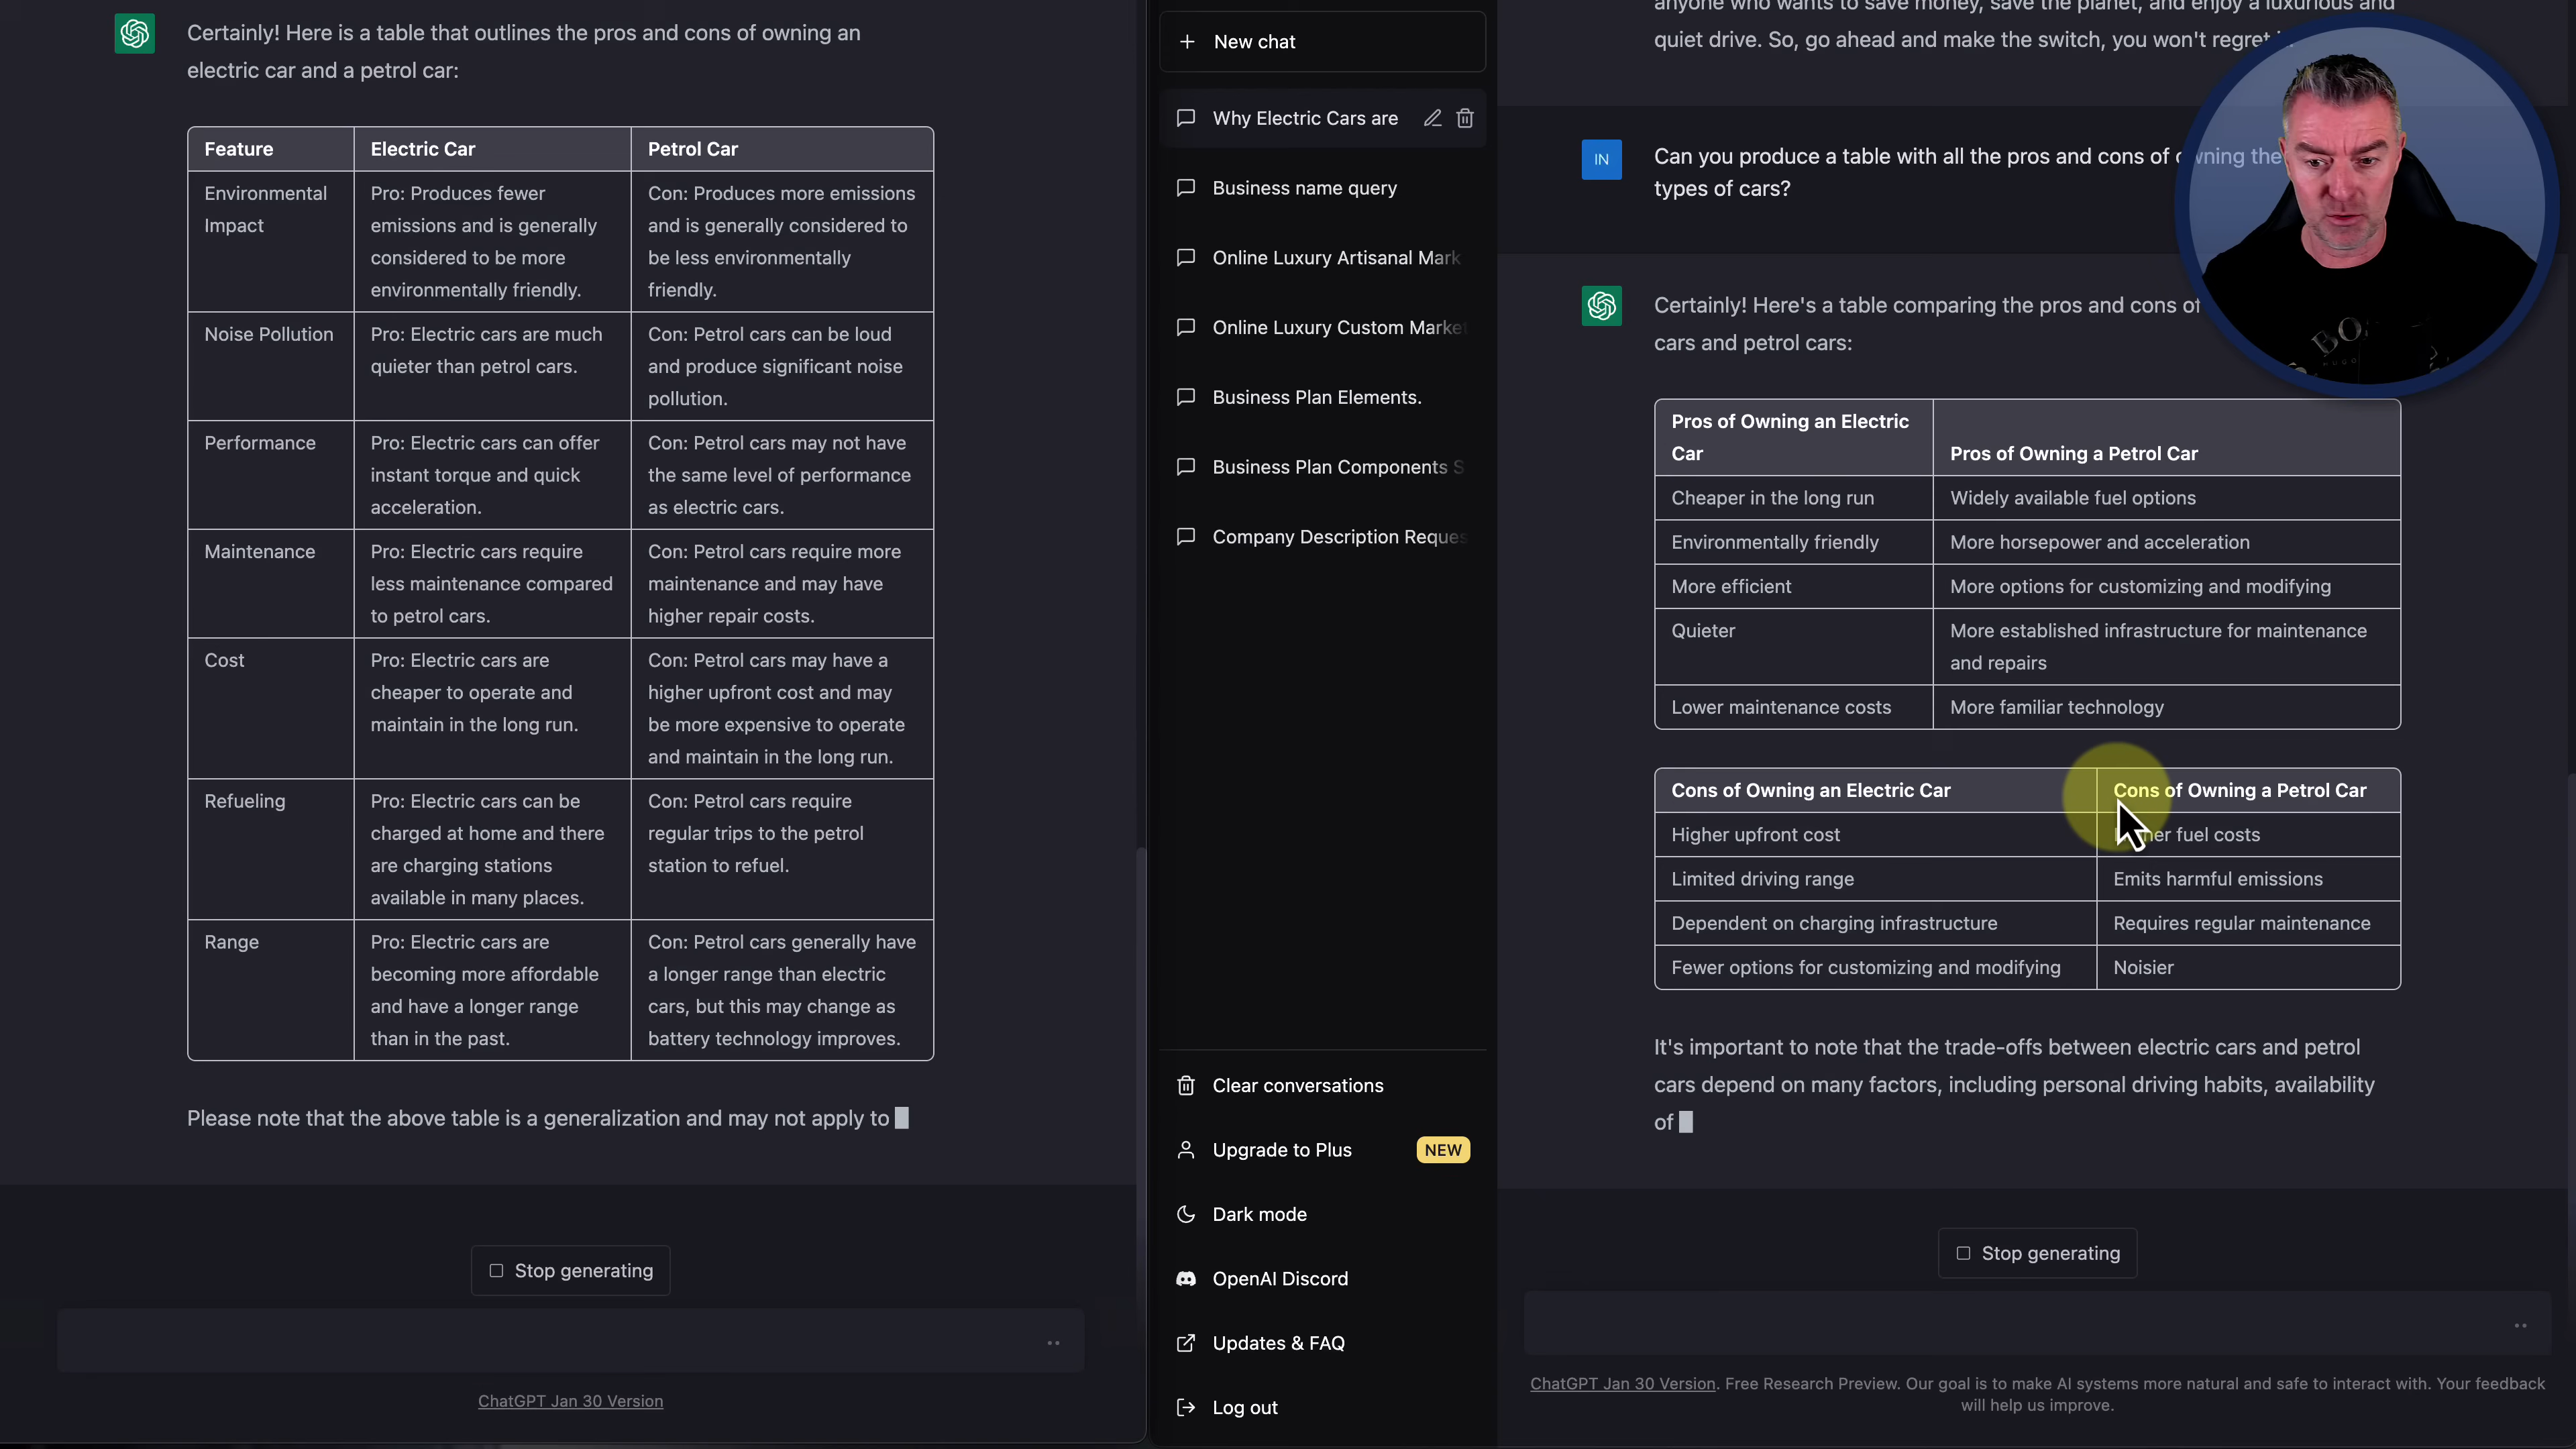 Certainly! Here is a table that outlines the pros and cons of owning an
electric car and a petrol car:
Feature
Electric Car
Petrol Car
Environmental
Impact
Pro: Produces fewer
emissions and is generally
considered to be more
environmentally friendly.
Con: Produces more emissions
and is generally considered to
be less environmentally
friendly.
Noise Pollution
Pro: Electric cars are much
quieter than petrol cars.
Con: Petrol cars can be loud
and produce significant noise
pollution.
Performance
Pro: Electric cars can offer
instant torque and quick
acceleration.
Con: Petrol cars may not have
the same level of performance
as electric cars.
Maintenance
Pro: Electric cars require
less maintenance compared
to petrol cars.
Con: Petrol cars require more
maintenance and may have
higher repair costs.
Cost
Pro: Electric cars are
cheaper to operate and
maintain in the long run.
Con: Petrol cars may have a
higher upfront cost and may
be more expensive to operate
and maintain in the long run.
Refueling
Pro: Electric cars can be
charged at home and there
are charging stations
available in many places.
Con: Petrol cars require
regular trips to the petrol
station to refuel.
Range
Pro: Electric cars are
becoming more affordable
and have a longer range
than in the past.
Con: Petrol cars generally have
a longer range than electric
cars, but this may change as
battery technology improves.
Please note that the above table is a generalization and may not apply to
Stop generating
ChatGPT Jan 30 Version
New chat
Why Electric Cars are
Business name query
Online Luxury Artisanal Mark
Online Luxury Custom Market
Business Plan Elements.
Business Plan Components S
Company Description Reques
Clear conversations
Upgrade to Plus NEW
Dark mode
OpenAI Discord
Updates & FAQ
Log out
anyone who wants to save money, save the planet, and enjoy a luxurious and
quiet drive. So, go ahead and make the switch, you won't regret
IN
Can you produce a table with all the pros and cons of owning the
types of cars?
Certainly! Here's a table comparing the pros and cons of
cars and petrol cars:
Pros of Owning an Electric
Car
Pros of Owning a Petrol Car
Cheaper in the long run
Widely available fuel options
Environmentally friendly
More horsepower and acceleration
More efficient
More options for customizing and modifying
Quieter
More established infrastructure for maintenance
and repairs
Lower maintenance costs
More familiar technology
Cons of Owning an Electric Car
Cons of Owning a Petrol Car
Higher upfront cost
fuel costs
Limited driving range
Emits harmful emissions
Dependent on charging infrastructure
Requires regular maintenance
Fewer options for customizing and modifying
Noisier
It's important to note that the trade-offs between electric cars and petrol
cars depend on many factors, including personal driving habits, availability
of
Stop generating
ChatGPT Jan 30 Version. Free Research Preview. Our goal is to make AI systems more natural and safe to interact with. Your feedback
will help us improve.